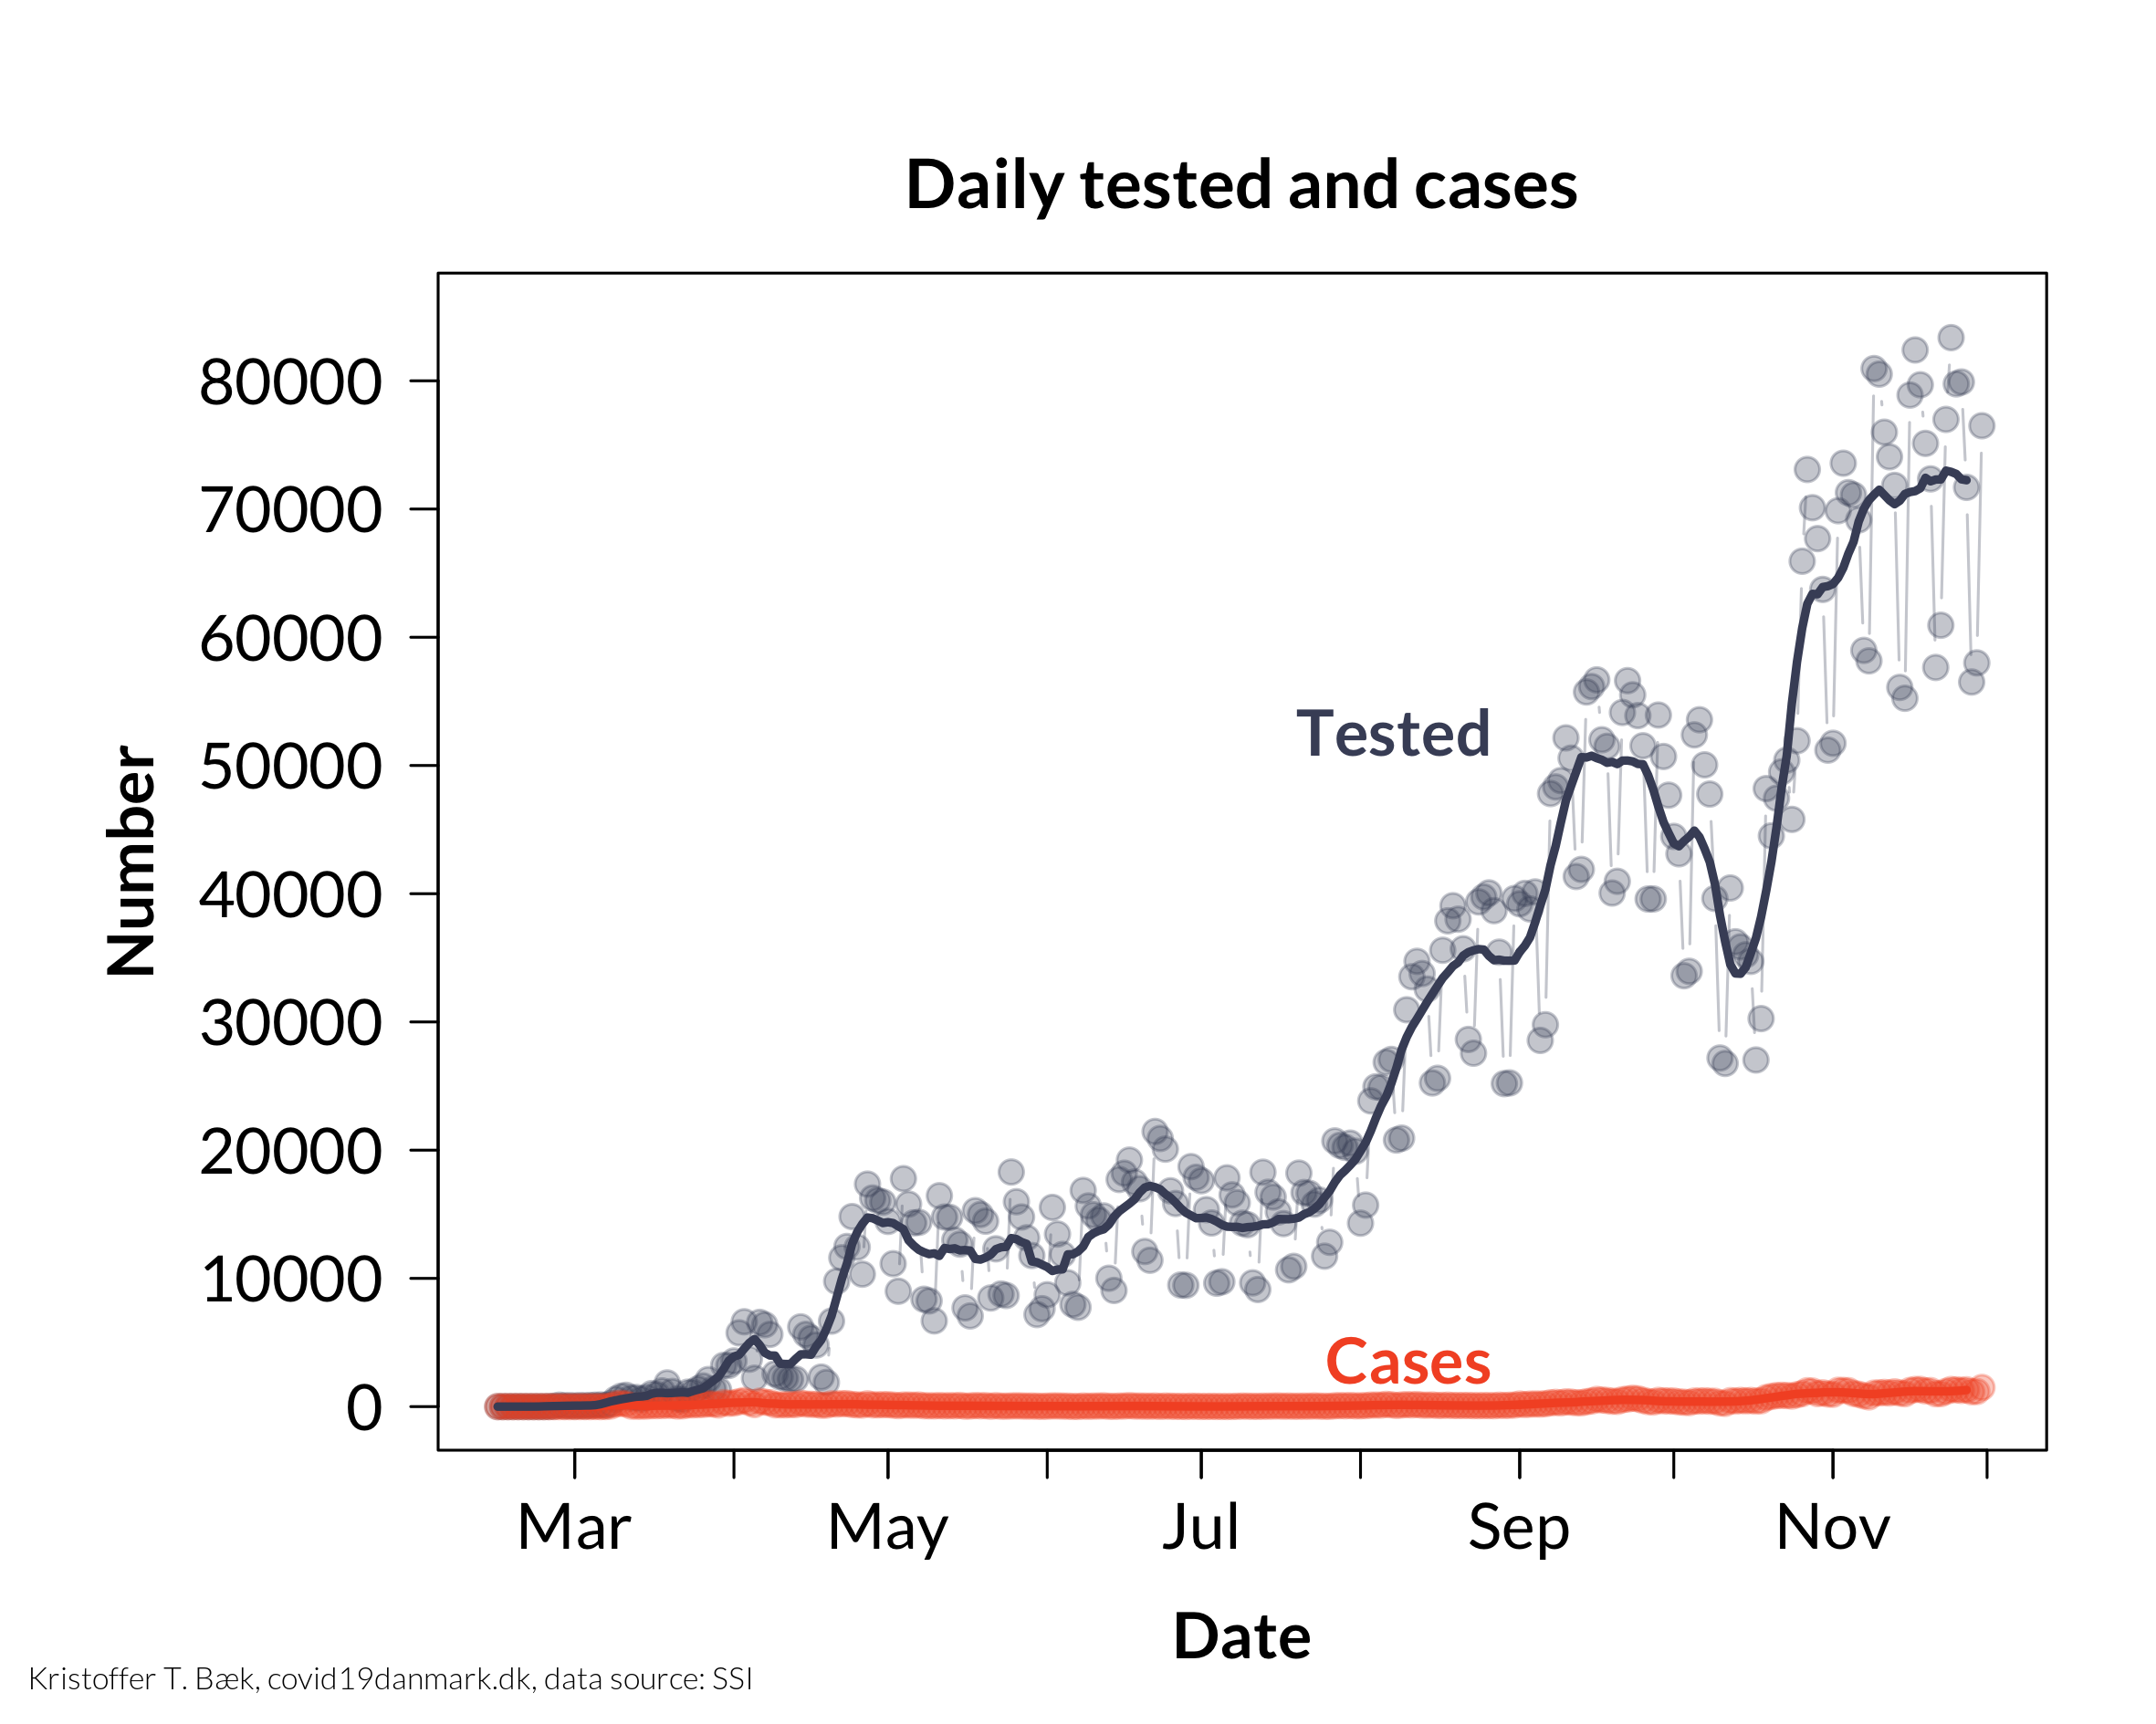 Daily tested and cases
Number
80000
70000
60000
50000
40000
30000
20000
10000
0
Tested
Cases
Mar May Jul Sep Nov
Date
Kristoffer T. Bæk, covid19danmark.dk, data source: SSI